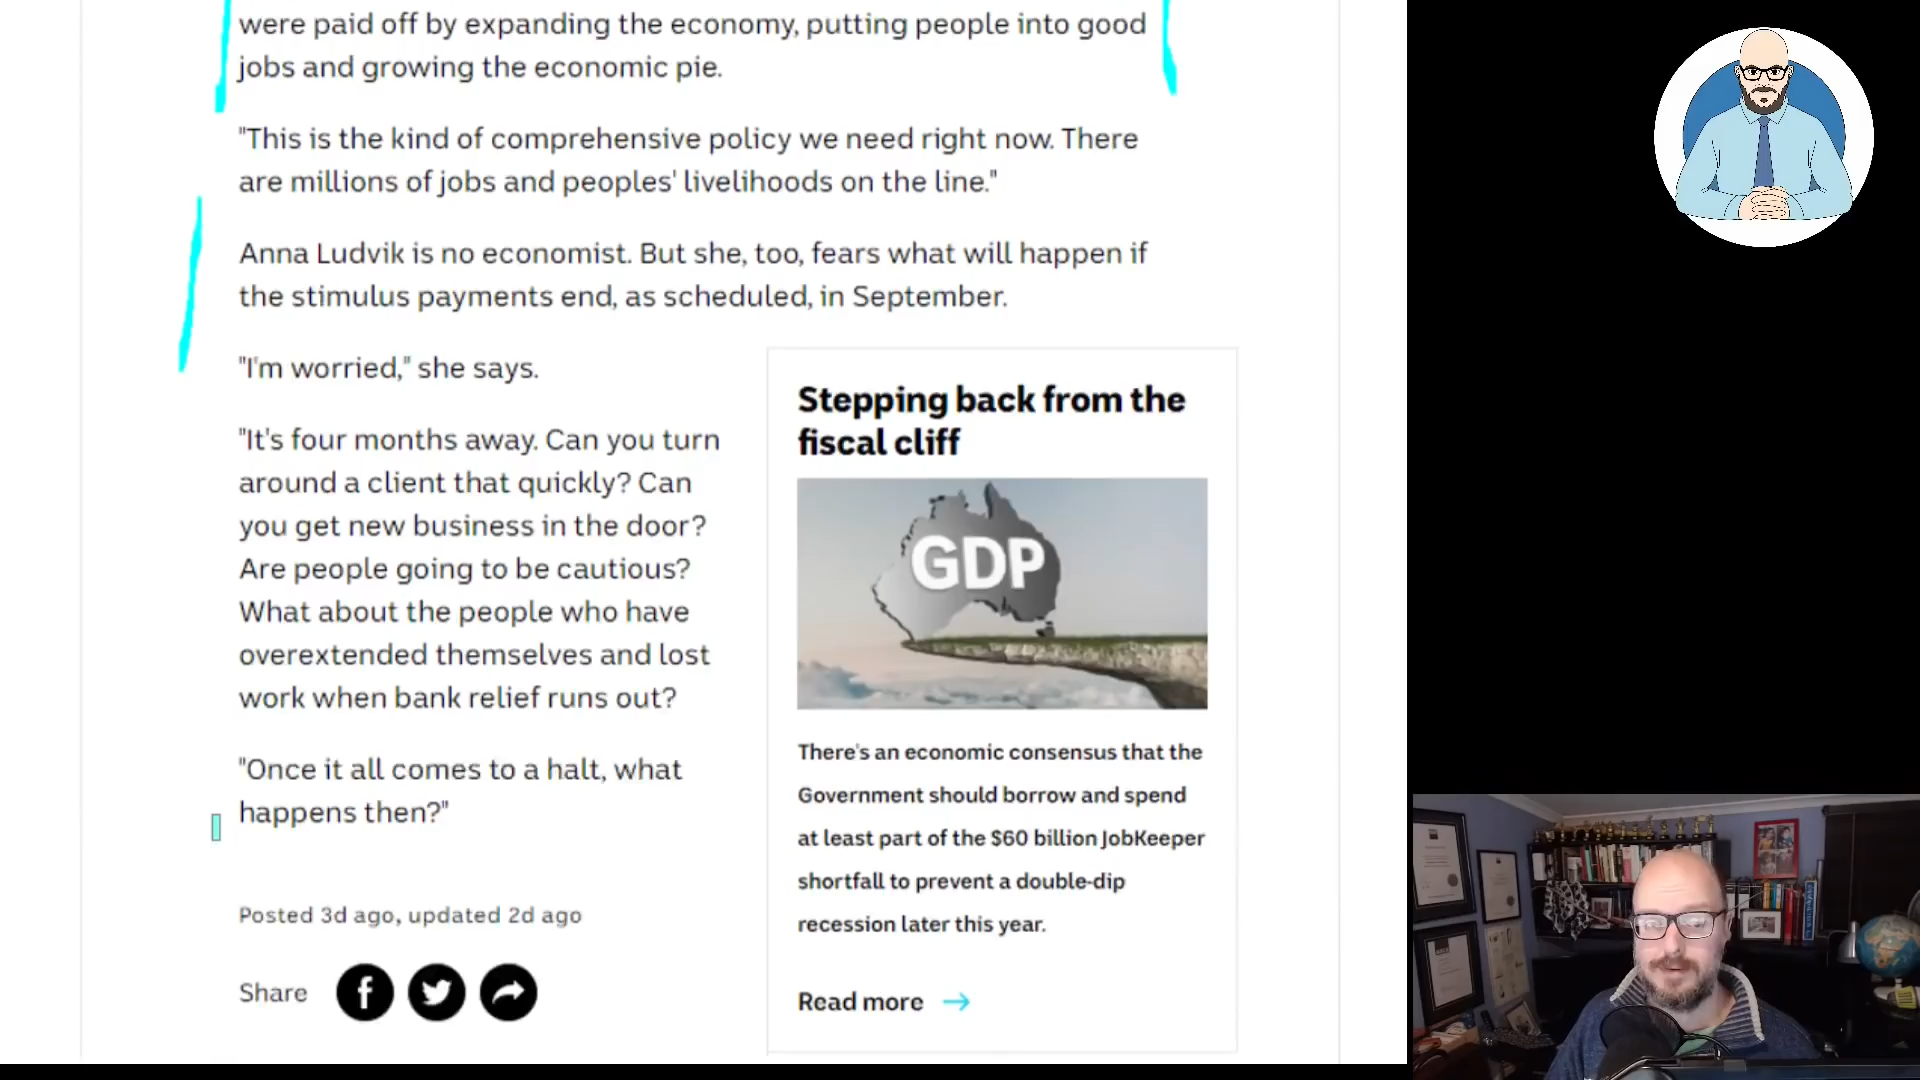 were paid off by expanding the economy, putting people into good
jobs and growing the economic pie.
"This is the kind of comprehensive policy we need right now. There
are millions of jobs and peoples' livelihoods on the line."
Anna Ludvik is no economist. But she, too, fears what will happen if
the stimulus payments end, as scheduled, in September.
"I'm worried," she says.
"It's four months away. Can you turn
around a client that quickly? Can
you get new business in the door?
Are people going to be cautious?
What about the people who have
overextended themselves and lost
work when bank relief runs out?
"Once it all comes to a halt, what
happens then?"
Posted 3d ago, updated 2d ago
Share
Stepping back from the
fiscal cliff
GDP
There's an economic consensus that the
Government should borrow and spend
at least part of the $60 billion JobKeeper
shortfall to prevent a double-dip
recession later this year.
Read more